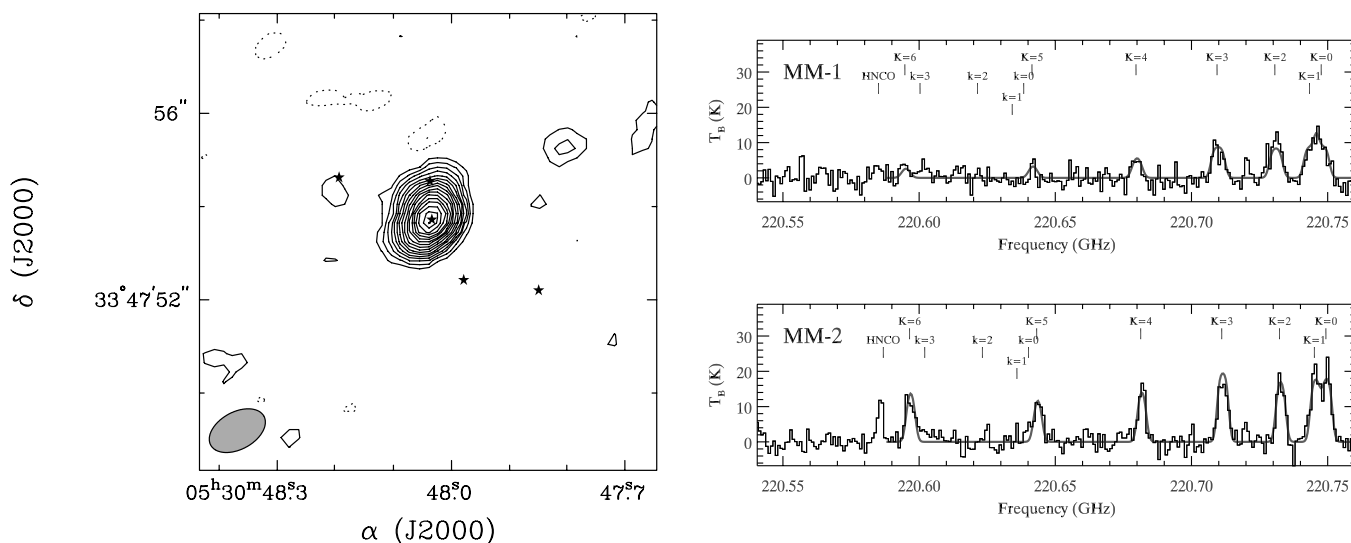 δ (J2000)
56"
33°47'52"
05ʰ30ᵐ48ˢ.3
48ˢ.0
47ˢ.7
α (J2000)
MM-1
T_B (K)
30
20
10
0
HNCO
K=6
k=3
k=2
k=1
k=0
K=5
K=4
K=3
K=2
K=1
K=0
220.55
220.60
220.65
220.70
220.75
Frequency (GHz)
MM-2
T_B (K)
30
20
10
0
HNCO
K=6
k=3
k=2
k=1
k=0
K=5
K=4
K=3
K=2
K=1
K=0
220.55
220.60
220.65
220.70
220.75
Frequency (GHz)